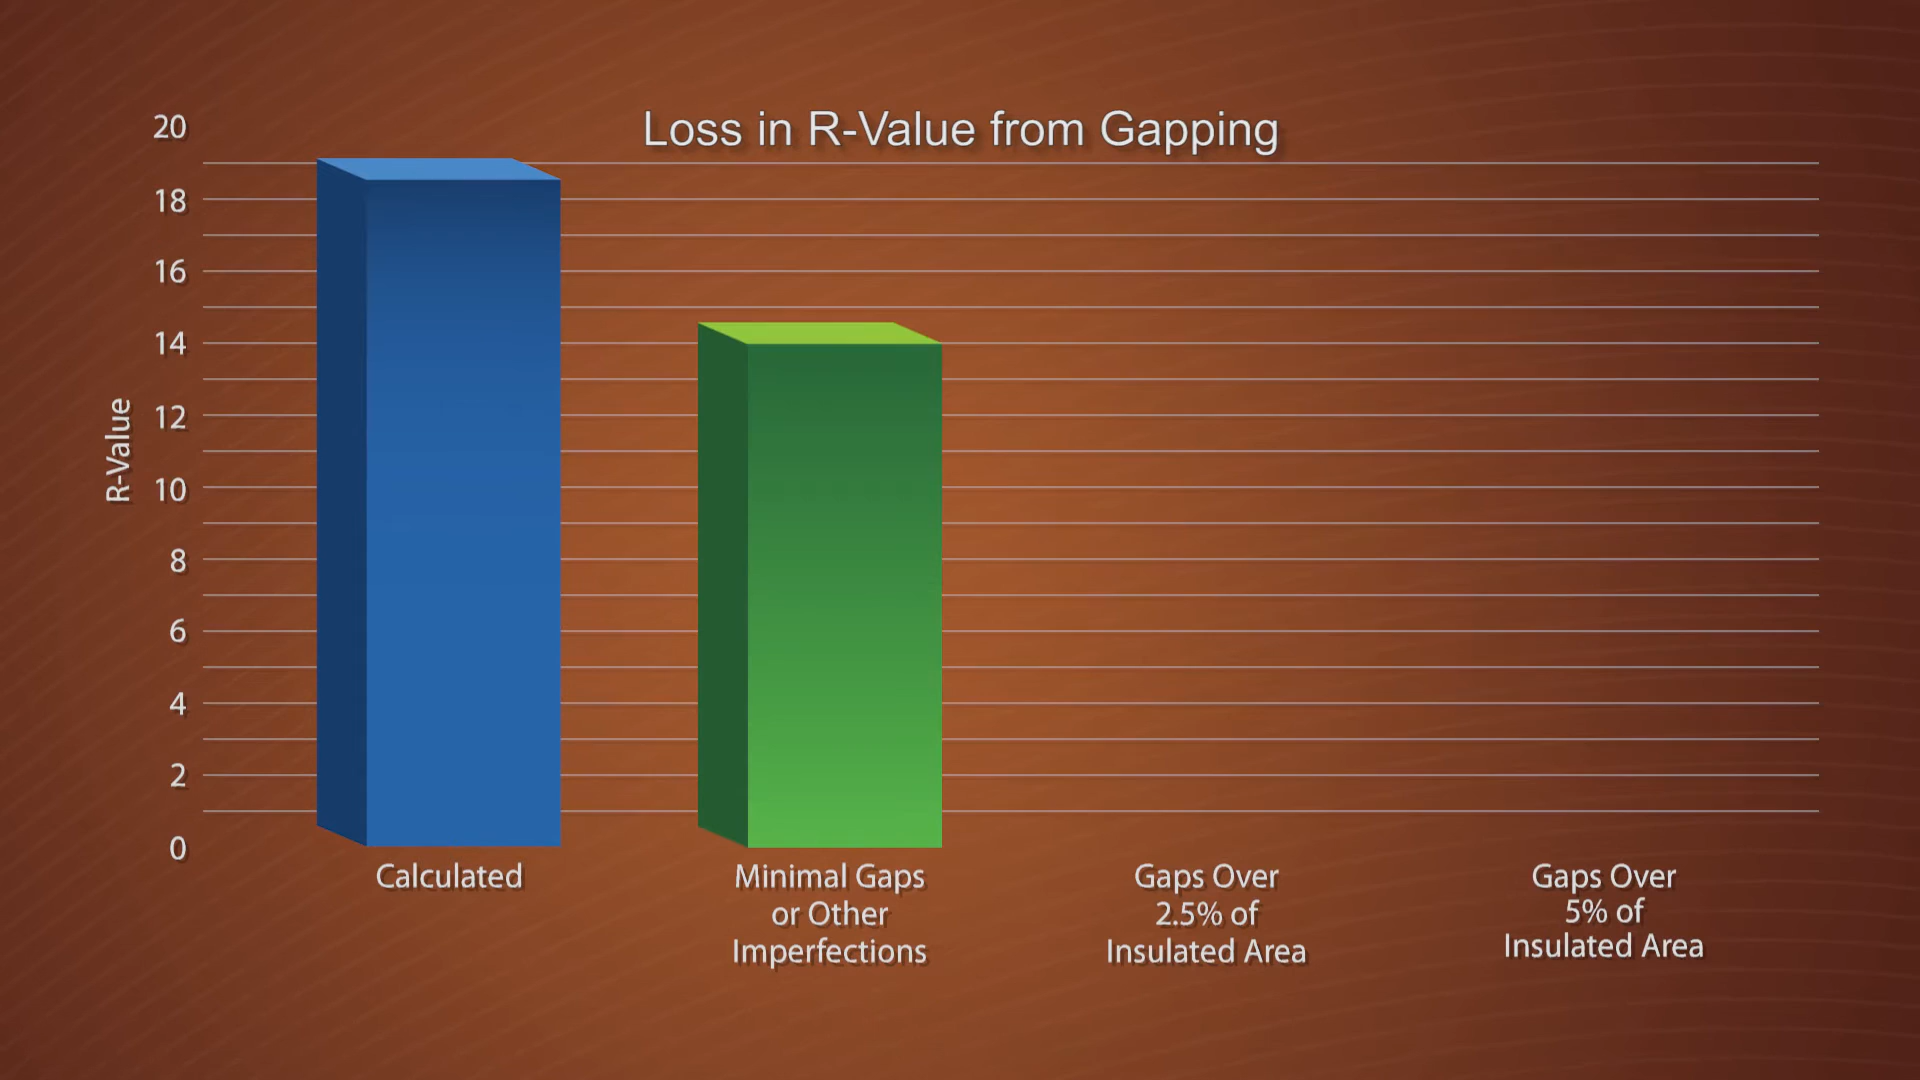 Loss in R-Value from Gapping
20
18
16
14
12
10
8
6
4
2
0
R-Value
Calculated
Minimal Gaps
or Other
Imperfections
Gaps Over
2.5% of
Insulated Area
Gaps Over
5% of
Insulated Area